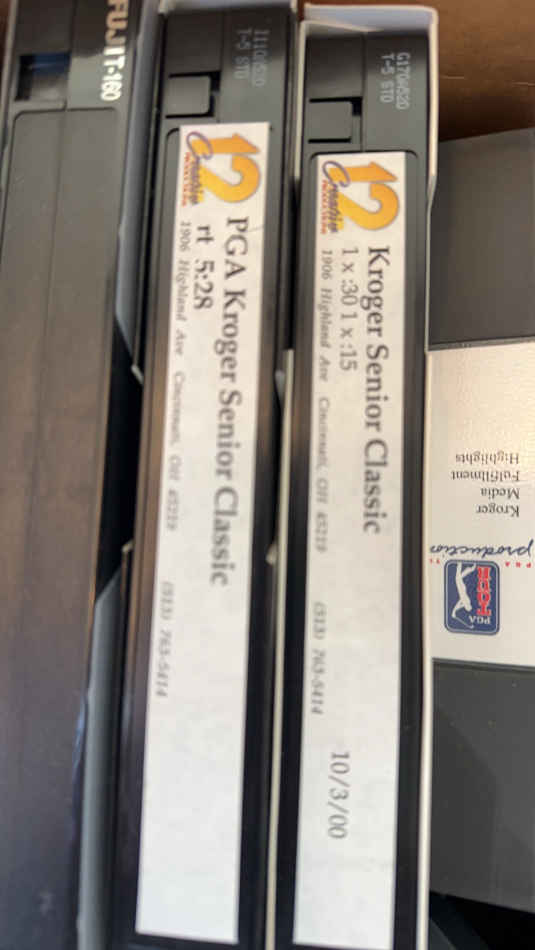 FUJI T-160
T-5 STD
12
Creative
PGA Kroger Senior Classic
rt 5:28
1906 Highland Ave Cincinnati, OH 45219 (513) 763-5414
T-5 STD
12
Creative
Kroger Senior Classic
1 x :30 1 x :15
1906 Highland Ave Cincinnati, OH 45219 (513) 763-5414
10/3/00
PGA
TOUR
productions
Kroger
Media
Fulfillment
Highlights